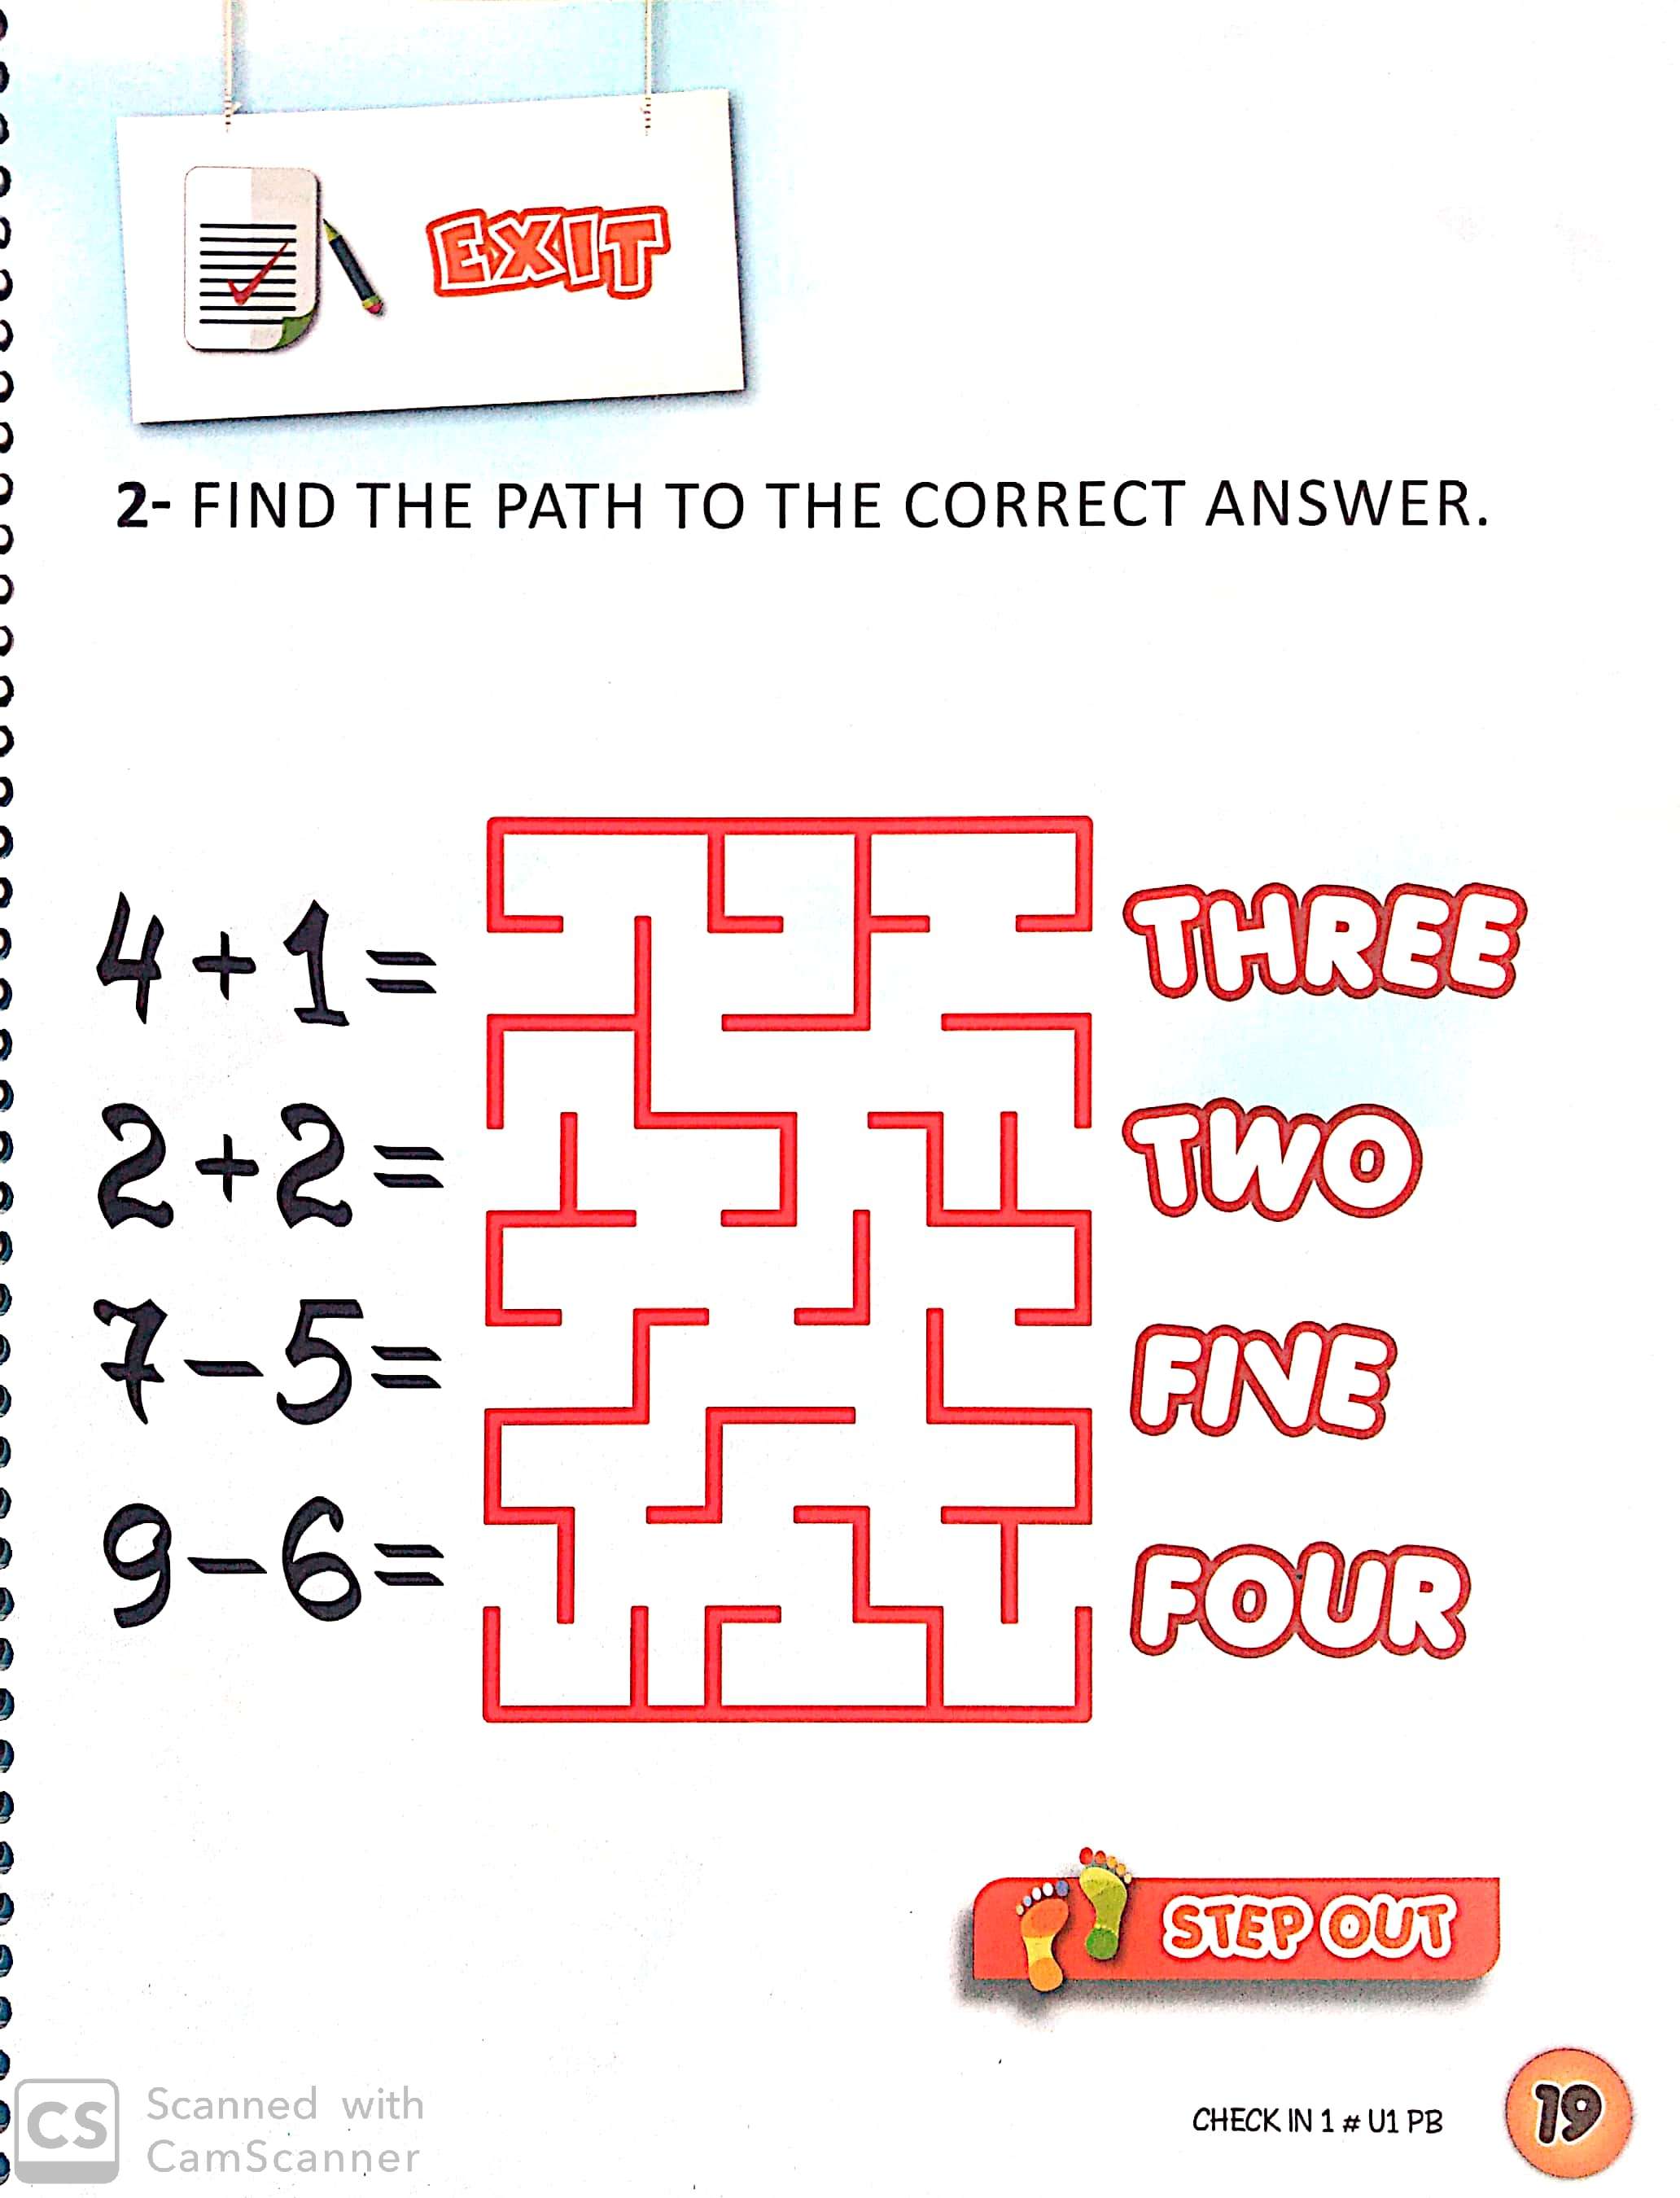 EXIT
2- FIND THE PATH TO THE CORRECT ANSWER.
4+1=
THREE
2+2=
TWO
7-5=
FIVE
9-6=
FOUR
STEP OUT
CHECK IN 1 # U1 PB
19
CS
Scanned with
CamScanner